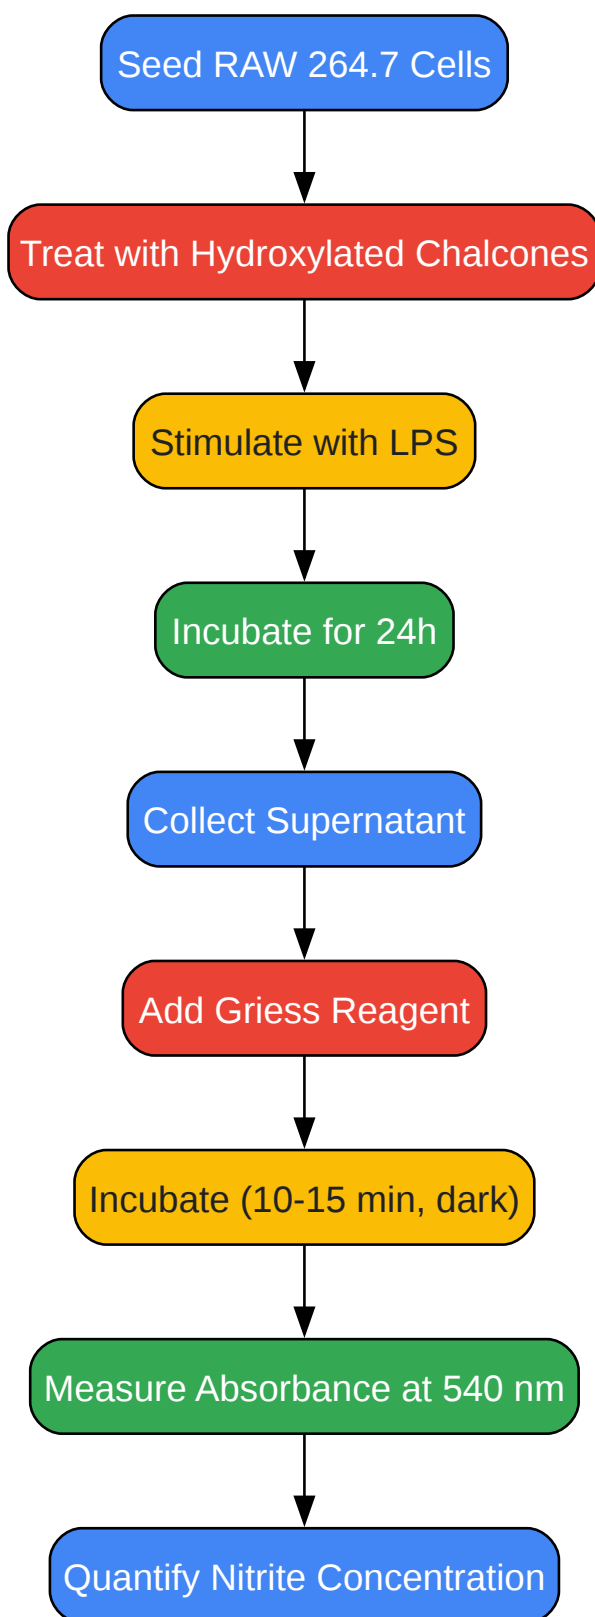 Seed RAW 264.7 Cells
Treat with Hydroxylated Chalcones
Stimulate with LPS
Incubate for 24h
Collect Supernatant
Add Griess Reagent
Incubate (10-15 min, dark)
Measure Absorbance at 540 nm
Quantify Nitrite Concentration